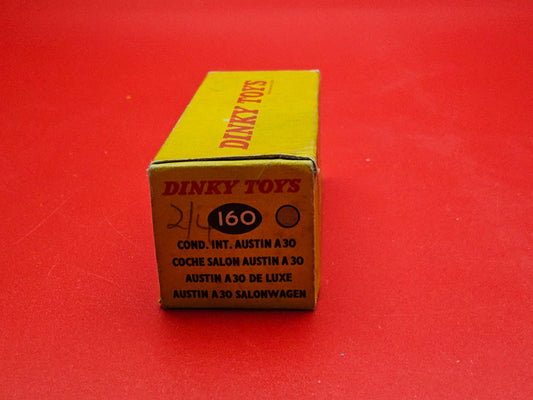 DINKY TOYS
DINKY TOYS
2/4 160
COND. INT. AUSTIN A30
COCHE SALON AUSTIN A30
AUSTIN A30 DE LUXE
AUSTIN A30 SALONWAGEN